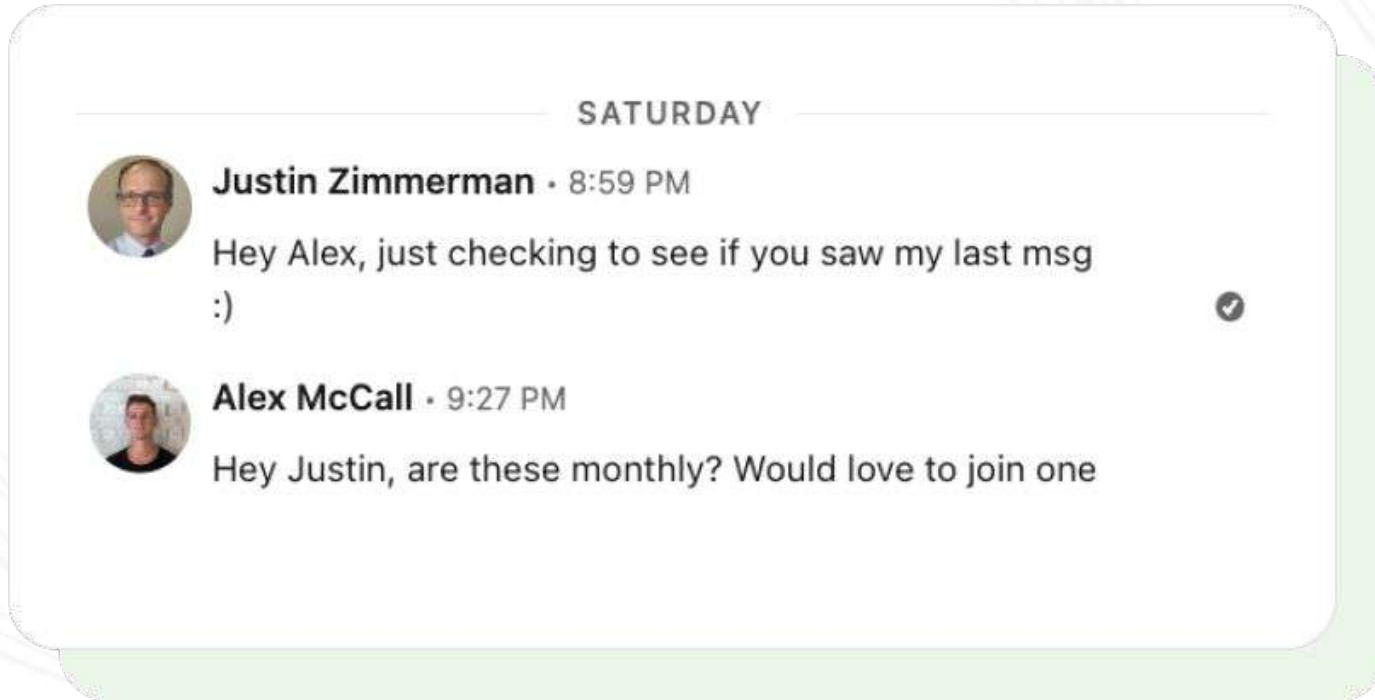 SATURDAY
Justin Zimmerman • 8:59 PM
Hey Alex, just checking to see if you saw my last msg
:)
Alex McCall • 9:27 PM
Hey Justin, are these monthly? Would love to join one